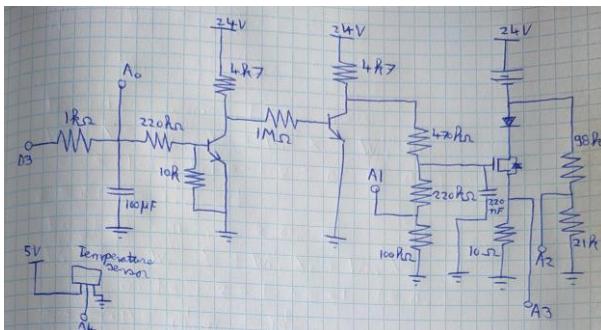 24V
24V
24V
A0
4k7
4k7
1kΩ
220kΩ
D3
1MΩ
470kΩ
98k
10k
A1
220kΩ
220
nF
100µF
100kΩ
10Ω
21k
A2
5V
Temperature
sensor
A3
A4